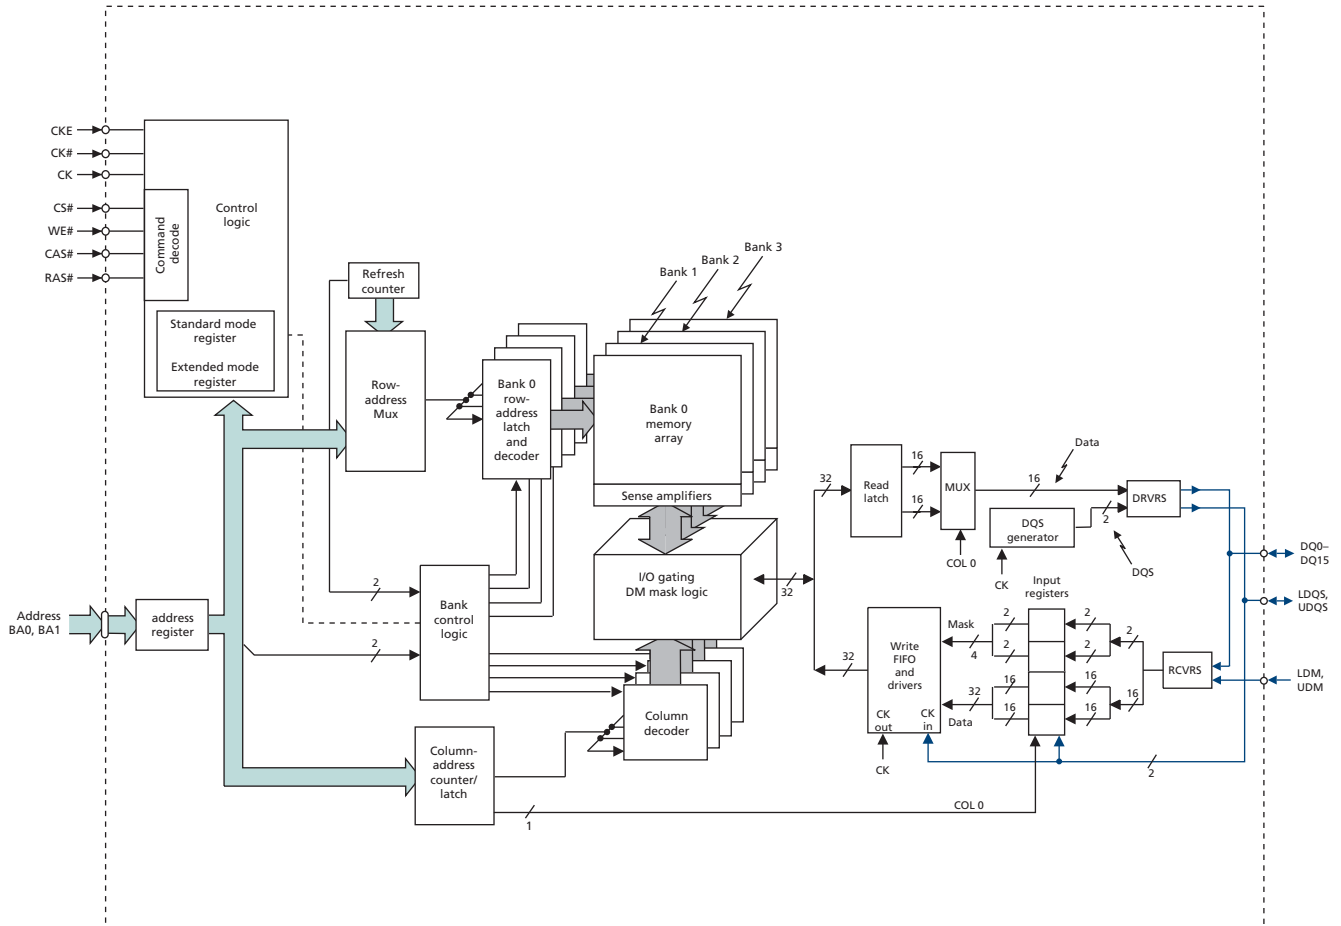 CKE
CK#
CK
CS#
WE#
CAS#
RAS#
Command
decode
Control
logic
Standard mode
register
Extended mode
register
Refresh
counter
Row-
address
Mux
Bank 0
row-
address
latch
and
decoder
Bank 1
Bank 2
Bank 3
Bank 0
memory
array
Sense amplifiers
I/O gating
DM mask logic
32
32
Read
latch
16
16
MUX
COL 0
16
Data
DQS
generator
CK
2
DQS
DRVRS
DQ0–
DQ15
LDQS,
UDQS
LDM,
UDM
Address
BA0, BA1
address
register
2
2
Bank
control
logic
Column-
address
counter/
latch
Column
decoder
1
COL 0
32
Write
FIFO
and
drivers
CK
out
CK
in
CK
Mask
4
32
Data
Input
registers
2
2
16
16
2
2
16
16
2
16
RCVRS
2